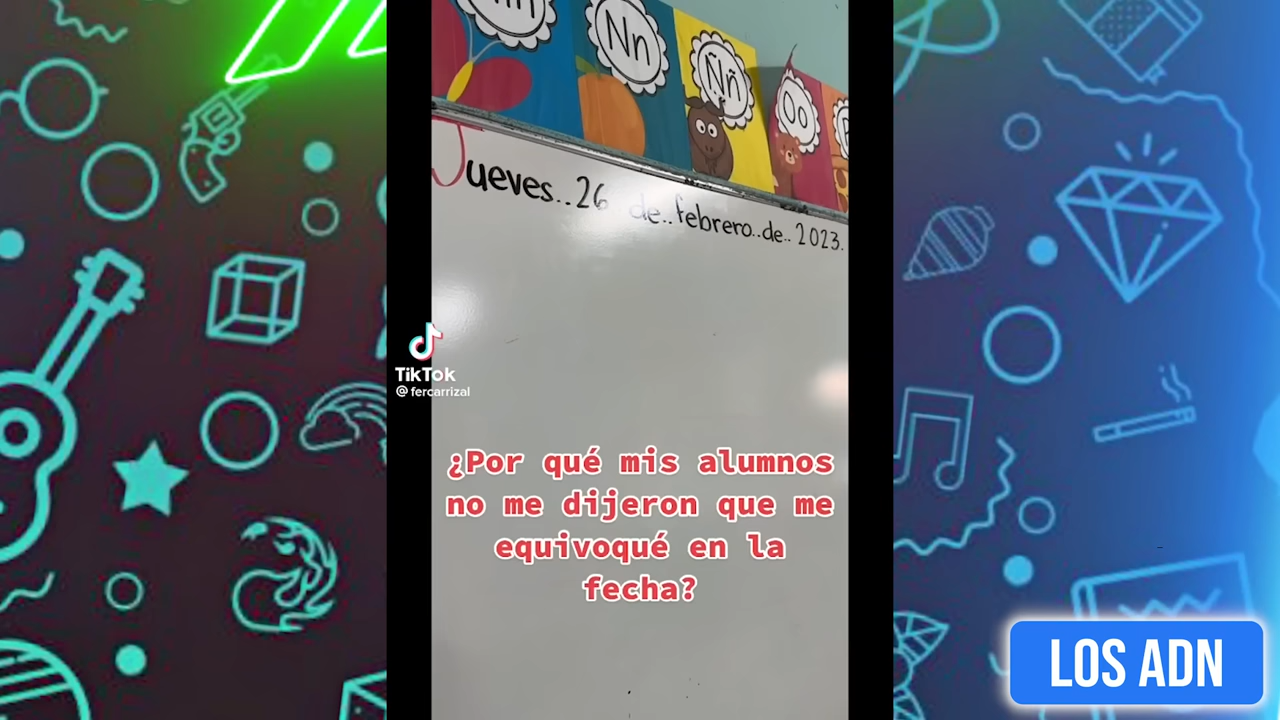 Nn
Ññ
Oo
Jueves..26 de..febrero..de..2023.
TikTok
@fercarrizal
¿Por qué mis alumnos
no me dijeron que me
equivoqué en la
fecha?
LOS ADN